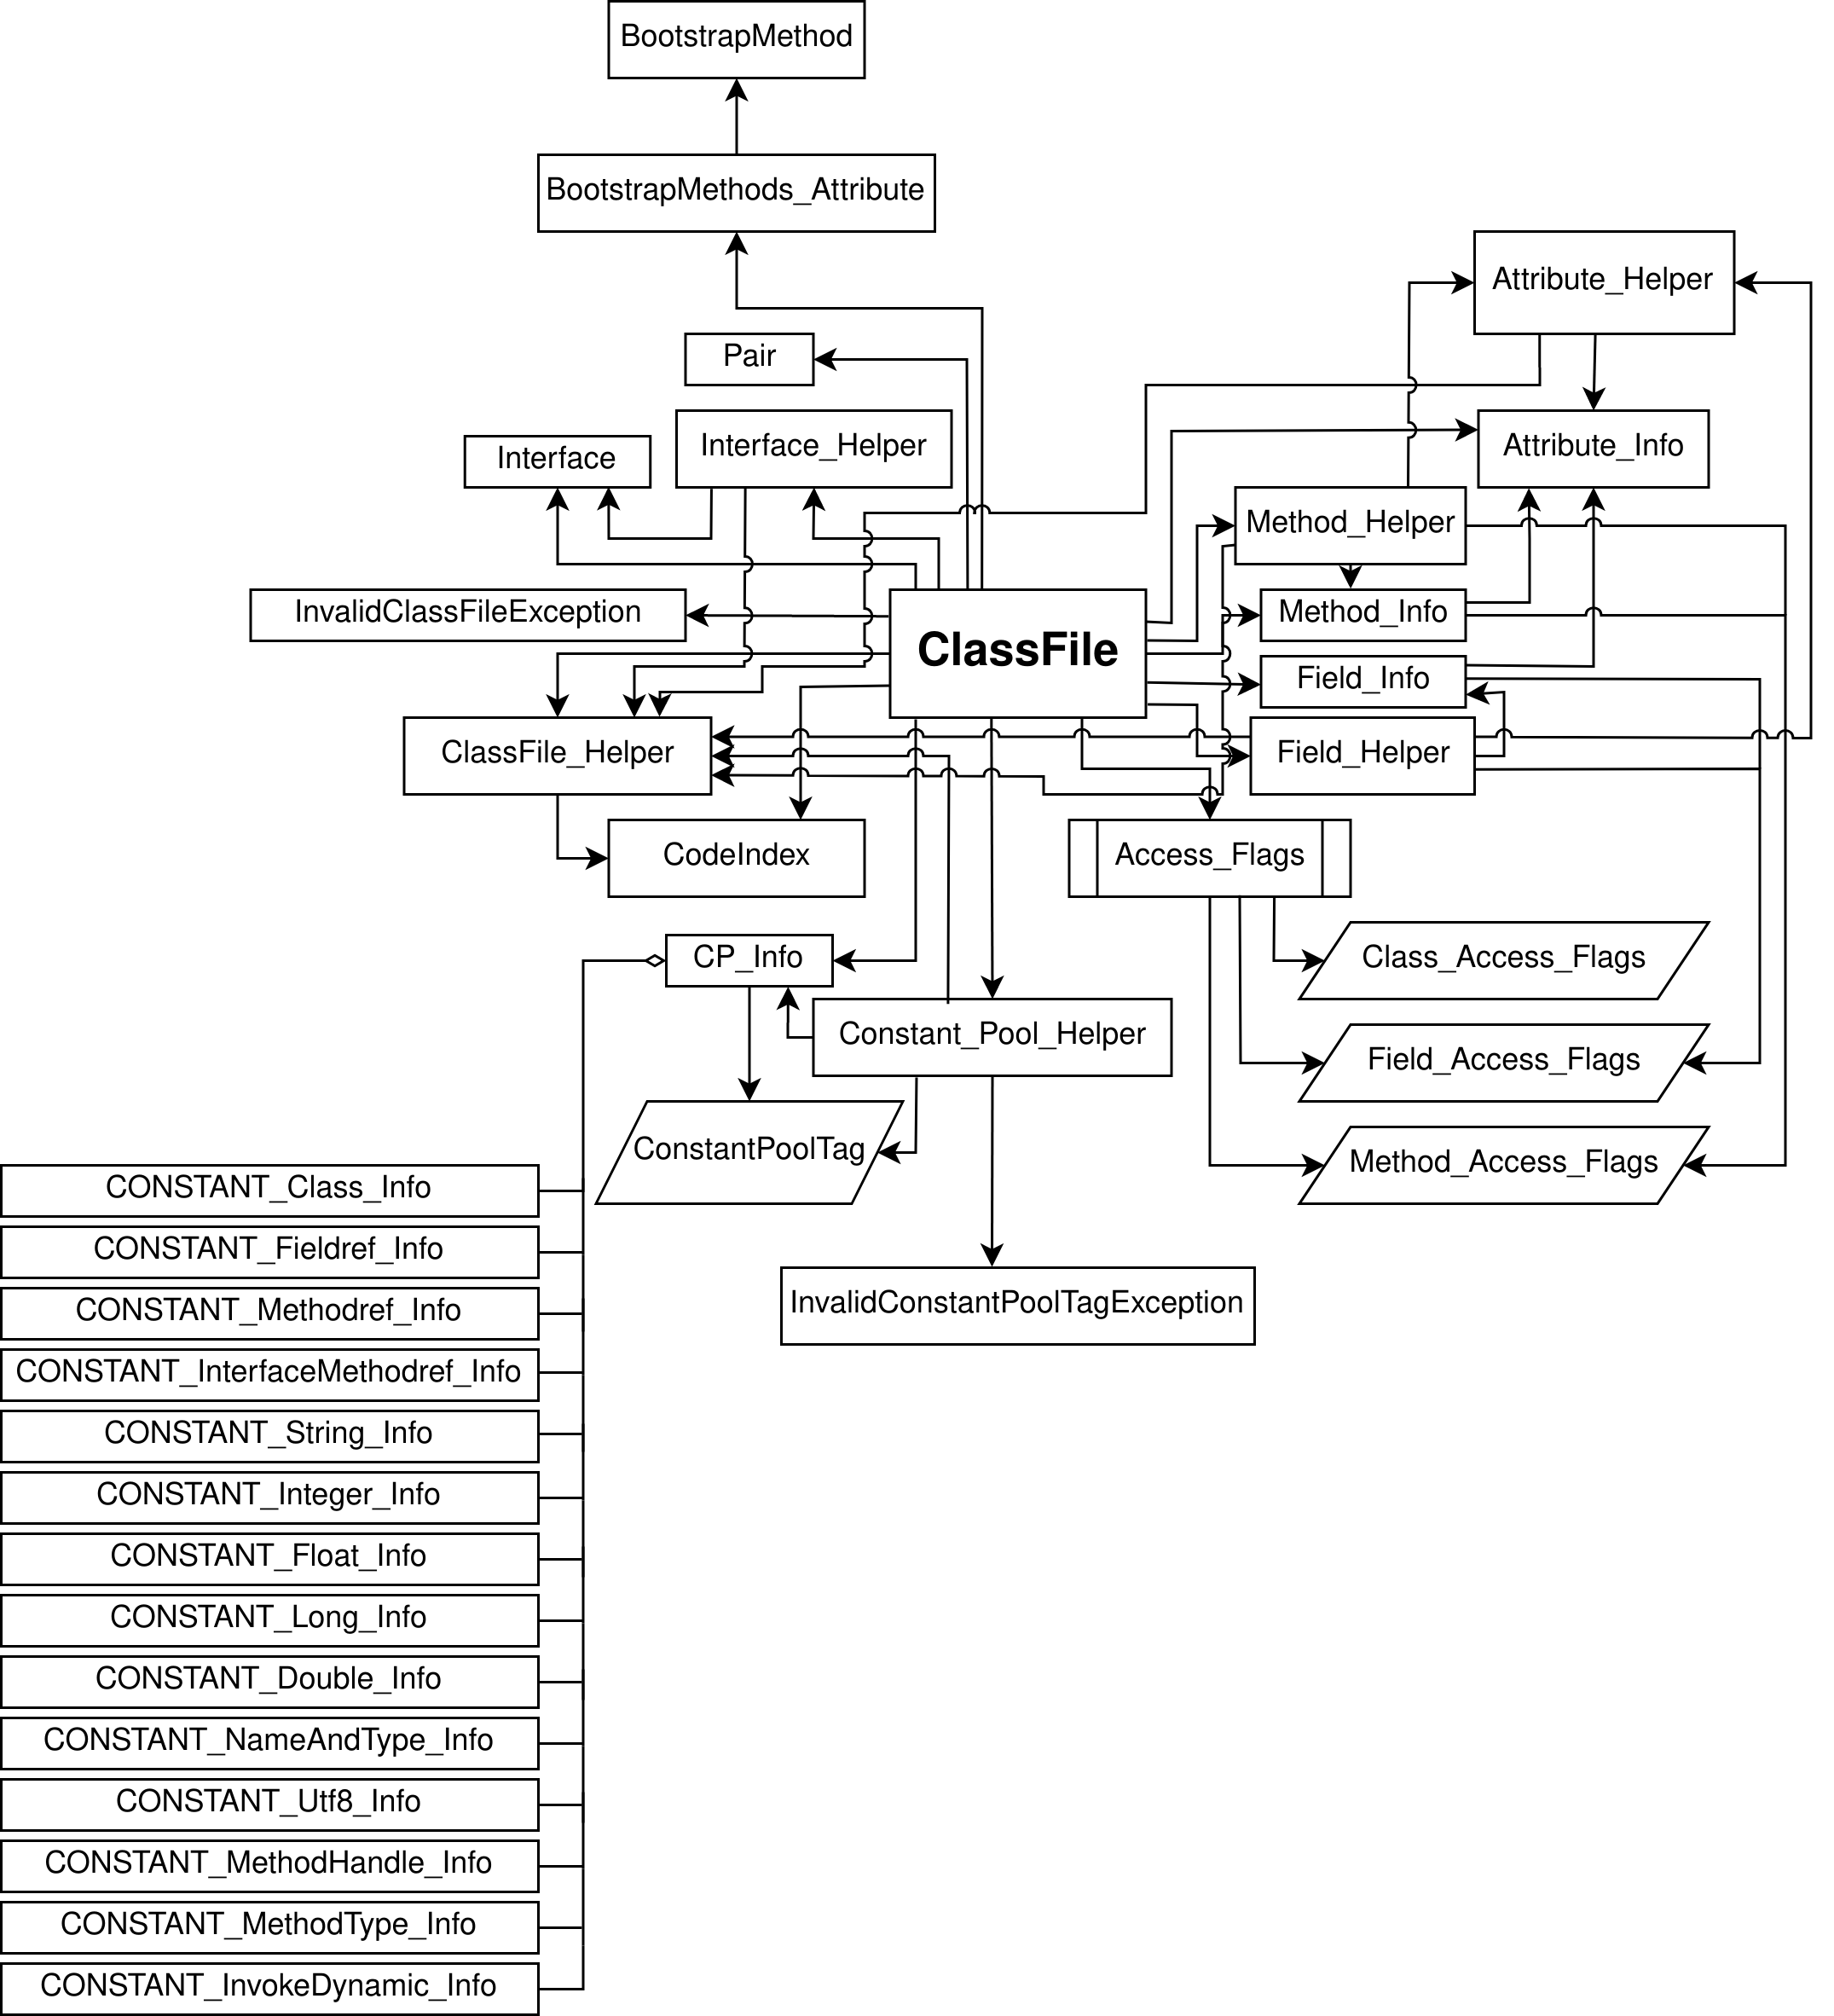 BootstrapMethod
BootstrapMethods_Attribute
Attribute_Helper
Pair
Interface
Interface_Helper
Attribute_Info
Method_Helper
InvalidClassFileException
ClassFile
Method_Info
Field_Info
ClassFile_Helper
Field_Helper
CodeIndex
Access_Flags
CP_Info
Class_Access_Flags
Constant_Pool_Helper
Field_Access_Flags
ConstantPoolTag
Method_Access_Flags
CONSTANT_Class_Info
CONSTANT_Fieldref_Info
InvalidConstantPoolTagException
CONSTANT_Methodref_Info
CONSTANT_InterfaceMethodref_Info
CONSTANT_String_Info
CONSTANT_Integer_Info
CONSTANT_Float_Info
CONSTANT_Long_Info
CONSTANT_Double_Info
CONSTANT_NameAndType_Info
CONSTANT_Utf8_Info
CONSTANT_MethodHandle_Info
CONSTANT_MethodType_Info
CONSTANT_InvokeDynamic_Info